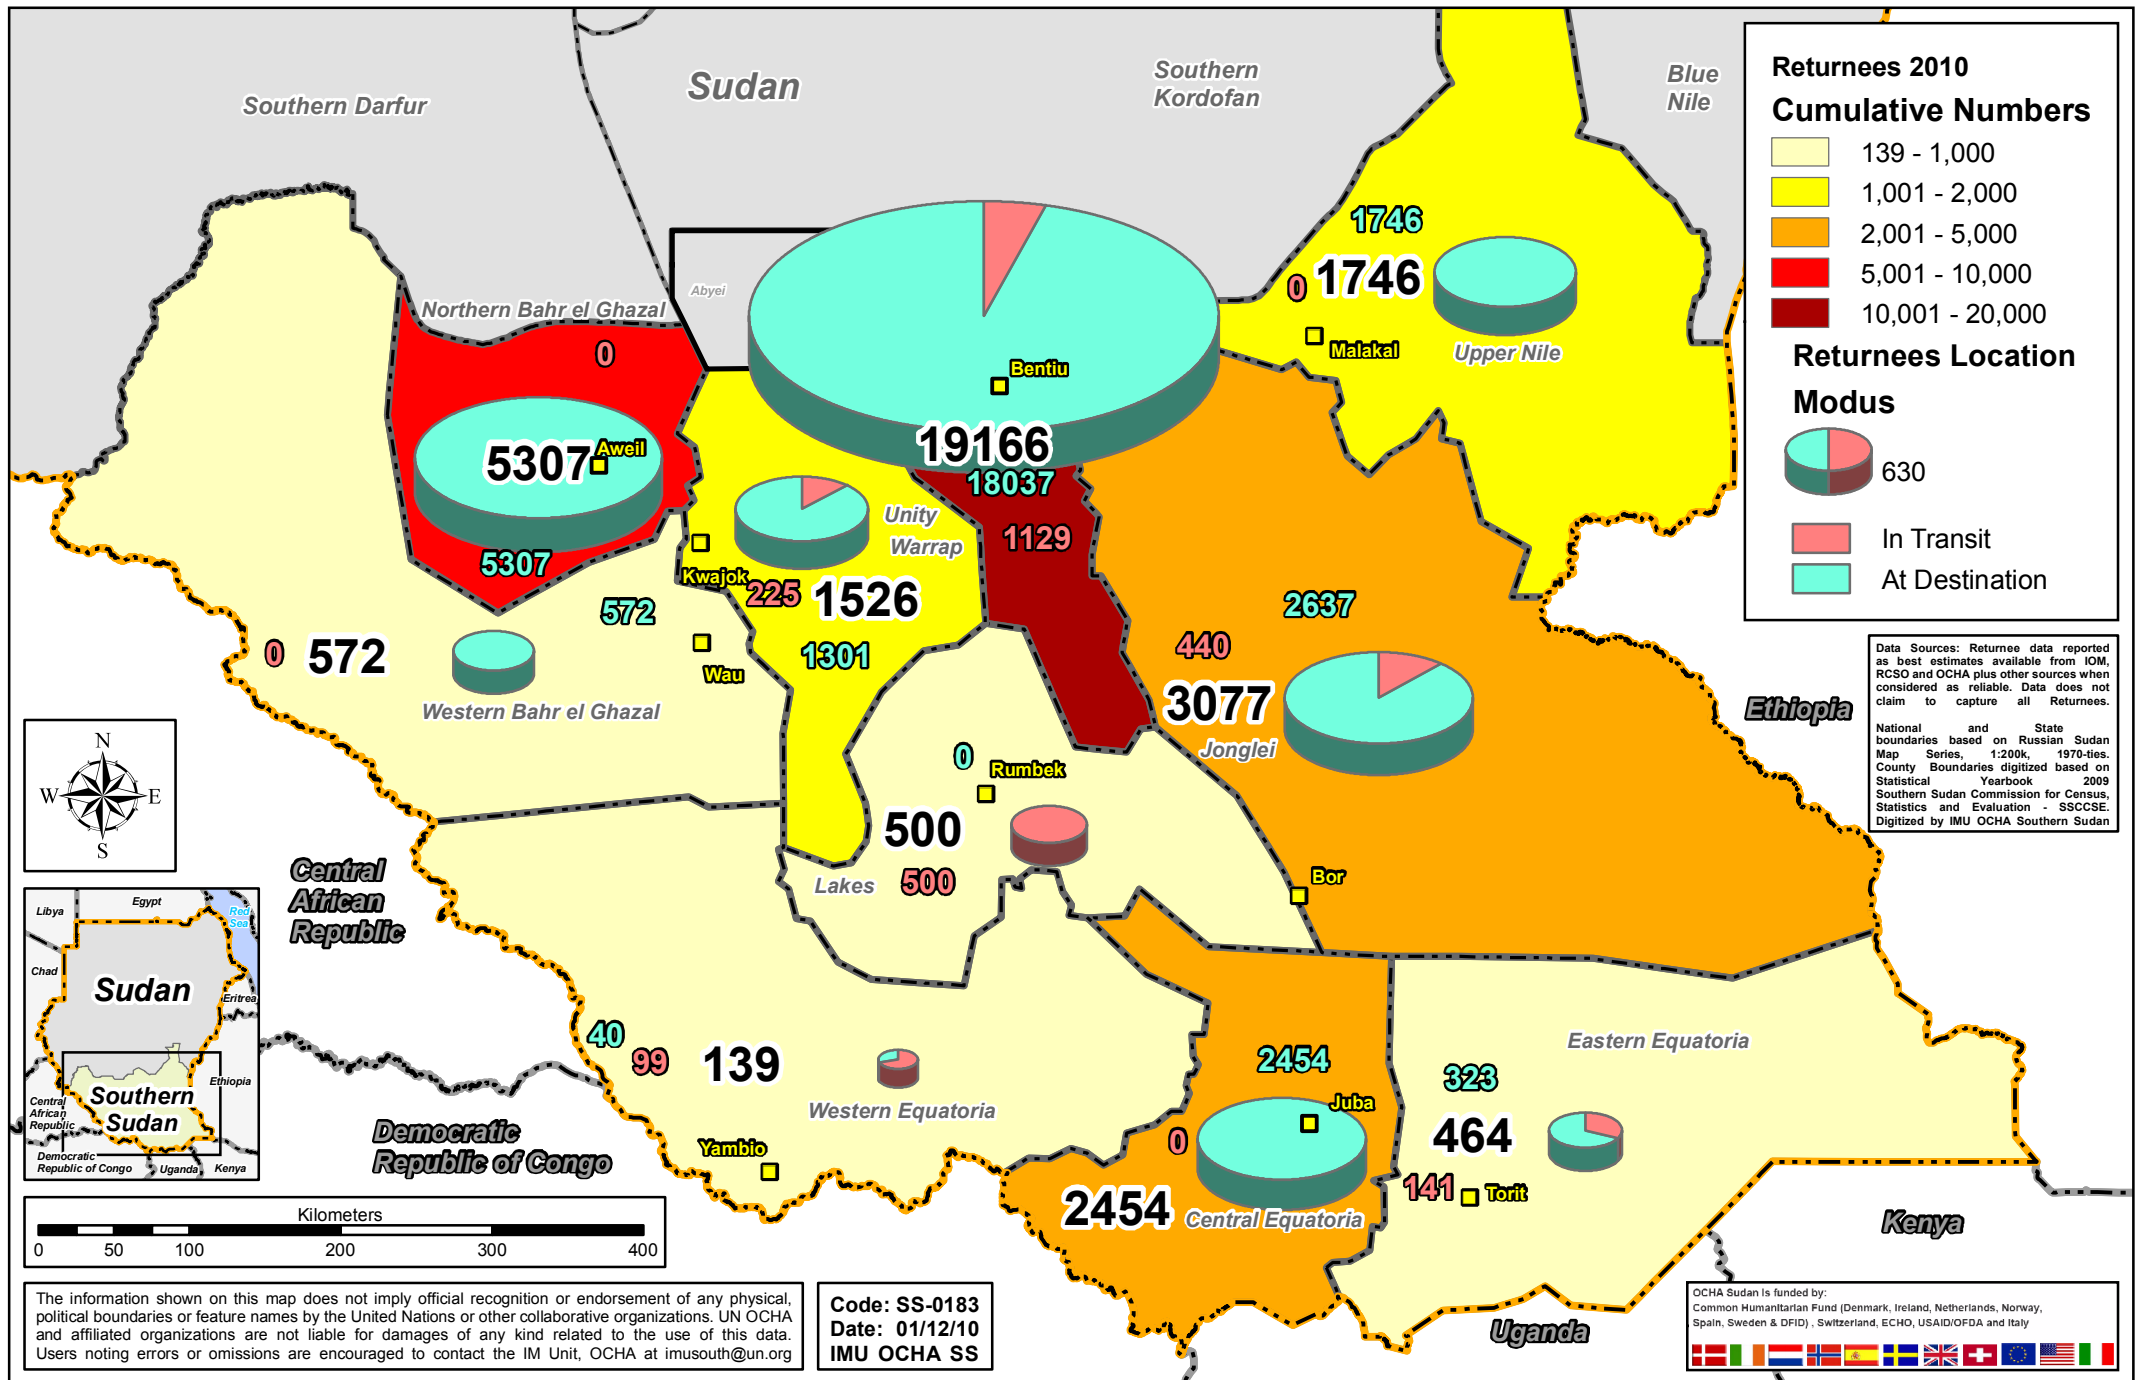 Sudan
Southern Darfur
Southern
Kordofan
Blue
Nile
Returnees 2010
Cumulative Numbers
139 - 1,000
1,001 - 2,000
2,001 - 5,000
5,001 - 10,000
10,001 - 20,000
Returnees Location
Modus
630
In Transit
At Destination
Abyei
Northern Bahr el Ghazal
0
5307
Aweil
5307
Bentiu
19166
18037
1129
1746
0
1746
Malakal
Upper Nile
Unity
Warrap
Kwajok
225
1526
1301
572
0
572
Wau
Western Bahr el Ghazal
2637
440
3077
Jonglei
0
Rumbek
500
Lakes
500
Bor
Ethiopia
Data Sources: Returnee data reported
as best estimates available from IOM,
RCSO and OCHA plus other sources when
considered as reliable. Data does not
claim to capture all Returnees.
National and State
boundaries based on Russian Sudan
Map Series, 1:200k, 1970-ties.
County Boundaries digitized based on
Statistical Yearbook 2009
Southern Sudan Commission for Census,
Statistics and Evaluation - SSCCSE.
Digitized by IMU OCHA Southern Sudan
N
W
E
S
Central
African
Republic
Libya
Egypt
Red
Sea
Chad
Sudan
Eritrea
Southern
Sudan
Ethiopia
Central
African
Republic
Democratic
Republic of Congo
Uganda
Kenya
40
99
139
Western Equatoria
Yambio
Democratic
Republic of Congo
2454
Juba
0
2454
Central Equatoria
Eastern Equatoria
323
464
141
Torit
Kenya
Uganda
Kilometers
0 50 100 200 300 400
The information shown on this map does not imply official recognition or endorsement of any physical,
political boundaries or feature names by the United Nations or other collaborative organizations. UN OCHA
and affiliated organizations are not liable for damages of any kind related to the use of this data.
Users noting errors or omissions are encouraged to contact the IM Unit, OCHA at imusouth@un.org
Code: SS-0183
Date: 01/12/10
IMU OCHA SS
OCHA Sudan is funded by:
Common Humanitarian Fund (Denmark, Ireland, Netherlands, Norway,
Spain, Sweden & DFID) , Switzerland, ECHO, USAID/OFDA and Italy